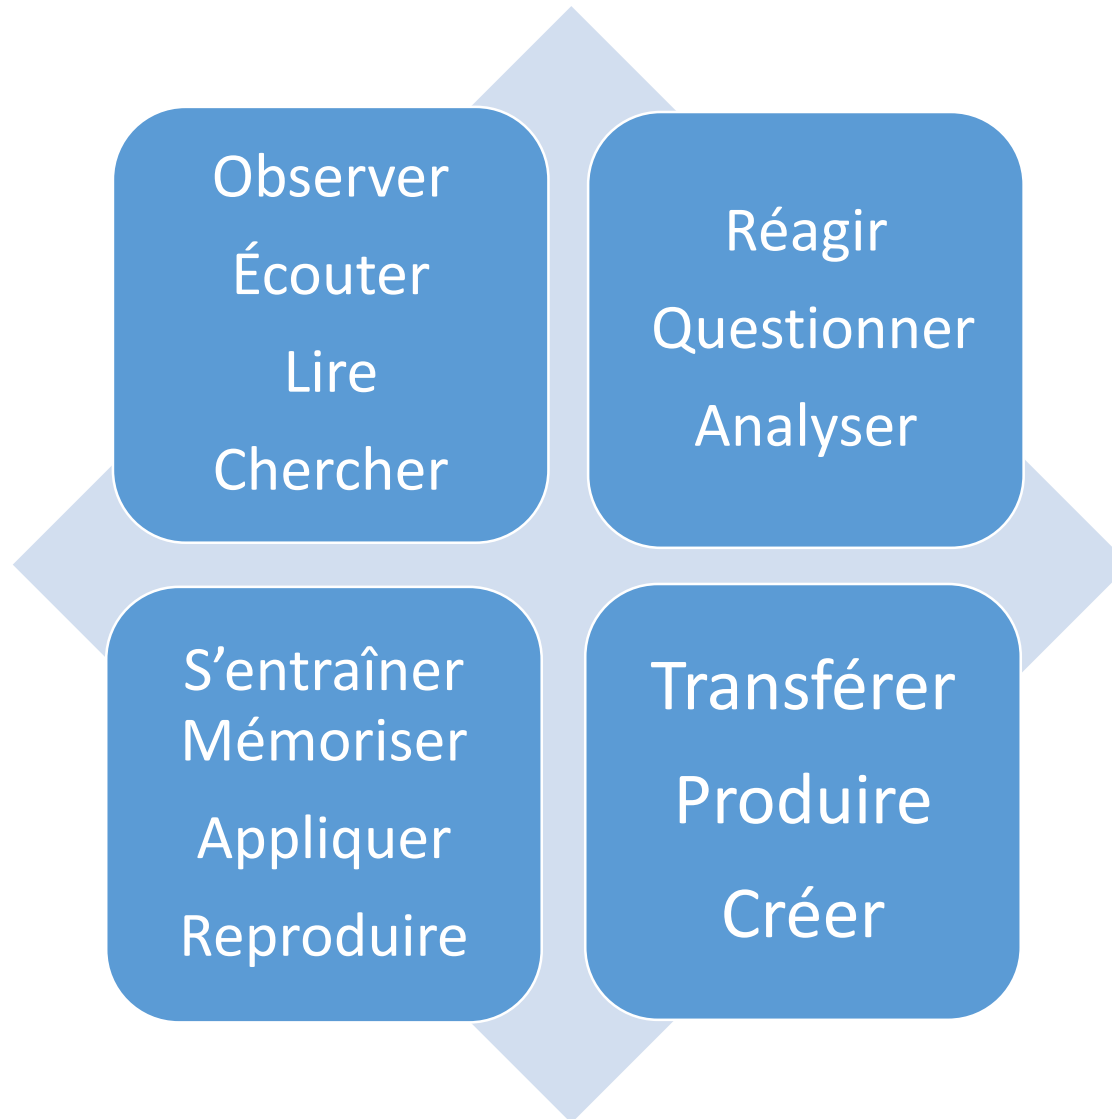 Observer
Écouter
Lire
Chercher
Réagir
Questionner
Analyser
S’entraîner
Mémoriser
Appliquer
Reproduire
Transférer
Produire
Créer